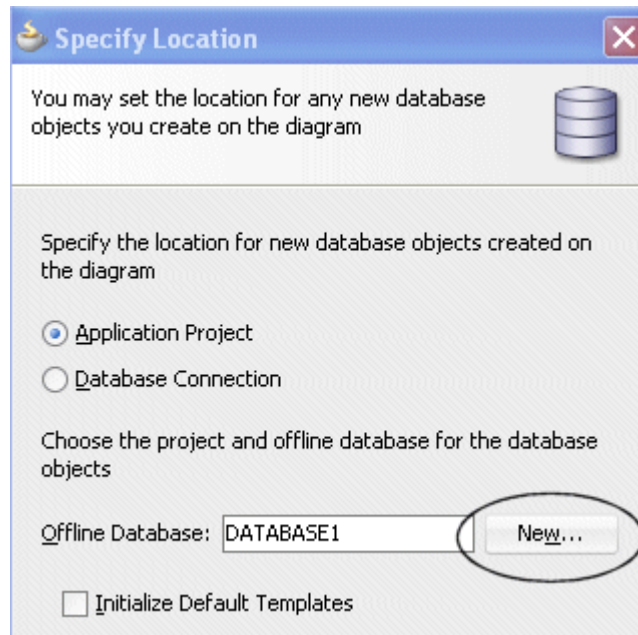 Specify Location
You may set the location for any new database
objects you create on the diagram
Specify the location for new database objects created on
the diagram
Application Project
Database Connection
Choose the project and offline database for the database
objects
Offline Database: DATABASE1 New...
Initialize Default Templates